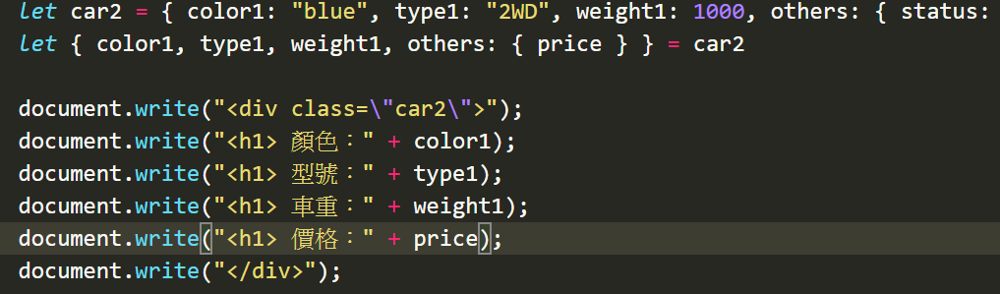 let car2 = { color1: "blue", type1: "2WD", weight1: 1000, others: { status:
let { color1, type1, weight1, others: { price } } = car2
document.write("<div class=\"car2\">");
document.write("<h1> 顏色：" + color1);
document.write("<h1> 型號：" + type1);
document.write("<h1> 車重：" + weight1);
document.write("<h1> 價格：" + price);
document.write("</div>");